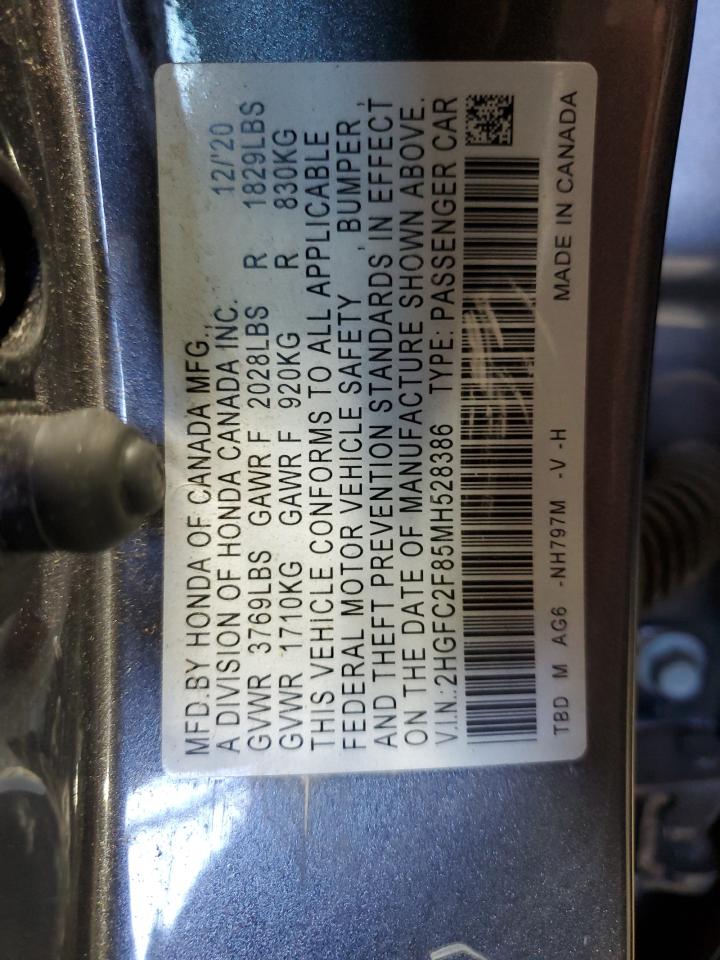 MFD.BY HONDA OF CANADA MFG.,
A DIVISION OF HONDA CANADA INC. 12/'20
GVWR 3769LBS GAWR F 2028LBS R 1829LBS
GVWR 1710KG GAWR F 920KG R 830KG
THIS VEHICLE CONFORMS TO ALL APPLICABLE
FEDERAL MOTOR VEHICLE SAFETY , BUMPER ,
AND THEFT PREVENTION STANDARDS IN EFFECT
ON THE DATE OF MANUFACTURE SHOWN ABOVE.
V.I.N.:2HGFC2F85MH528386 TYPE: PASSENGER CAR
TBD M AG6 -NH797M -V -H MADE IN CANADA